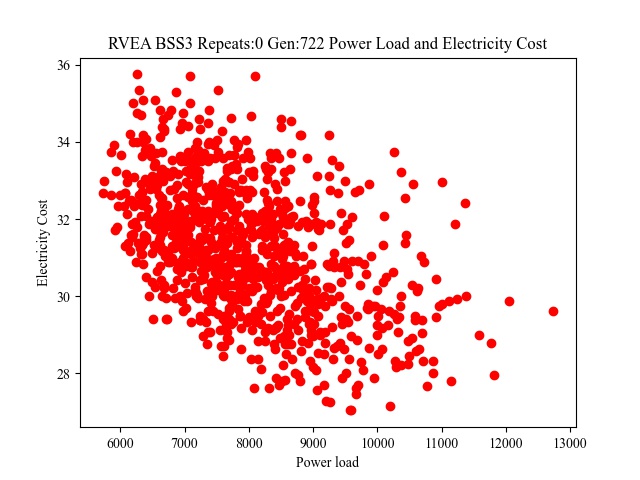 RVEA BSS3 Repeats:0 Gen:722 Power Load and Electricity Cost
36
34
32
30
28
Electricity Cost
6000 7000 8000 9000 10000 11000 12000 13000
Power load